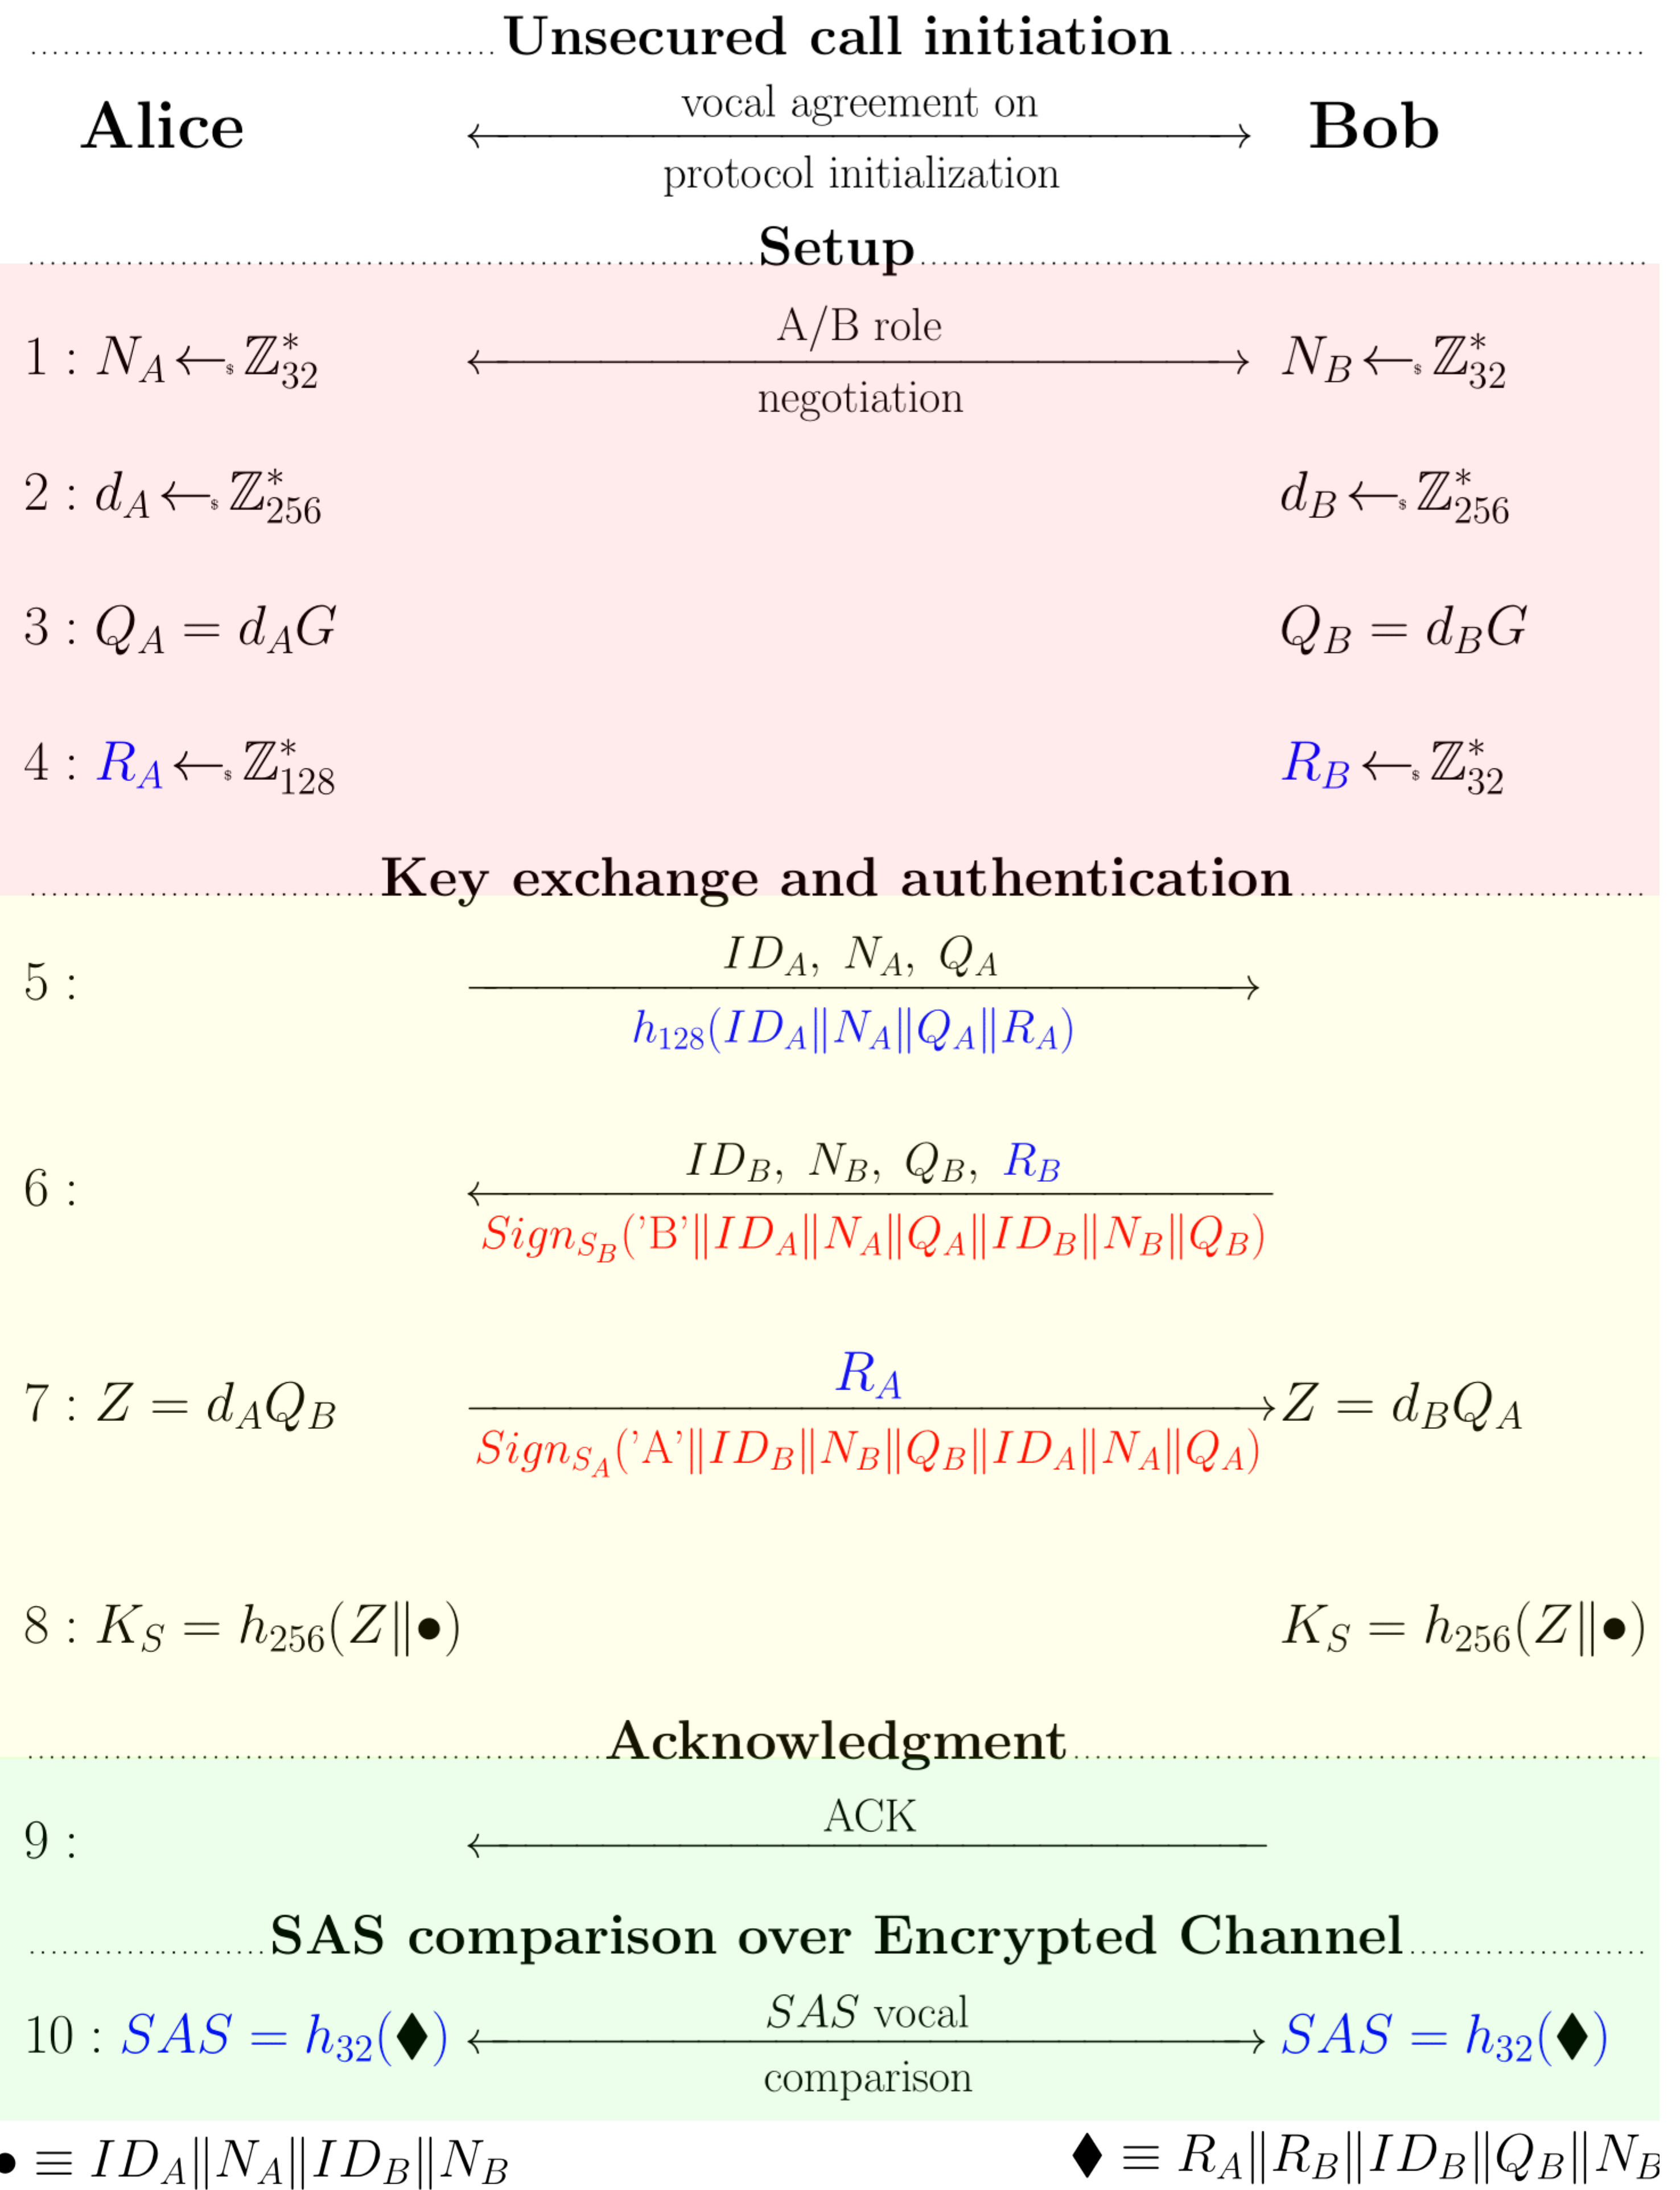 Unsecured call initiation
vocal agreement on
Alice ⟷ Bob
protocol initialization
Setup
A/B role
1 : N_A ←$ ℤ*_32 ⟷ N_B ←$ ℤ*_32
negotiation
2 : d_A ←$ ℤ*_256 d_B ←$ ℤ*_256
3 : Q_A = d_A G Q_B = d_B G
4 : R_A ←$ ℤ*_128 R_B ←$ ℤ*_32
Key exchange and authentication
ID_A, N_A, Q_A
5 : ⟶
h_128(ID_A‖N_A‖Q_A‖R_A)
ID_B, N_B, Q_B, R_B
6 : ⟵
Sign_{S_B}('B'‖ID_A‖N_A‖Q_A‖ID_B‖N_B‖Q_B)
R_A
7 : Z = d_A Q_B ⟶ Z = d_B Q_A
Sign_{S_A}('A'‖ID_B‖N_B‖Q_B‖ID_A‖N_A‖Q_A)
8 : K_S = h_256(Z‖●) K_S = h_256(Z‖●)
Acknowledgment
ACK
9 : ⟵
SAS comparison over Encrypted Channel
SAS vocal
10 : SAS = h_32(♦) ⟷ SAS = h_32(♦)
comparison
● ≡ ID_A‖N_A‖ID_B‖N_B ♦ ≡ R_A‖R_B‖ID_B‖Q_B‖N_B